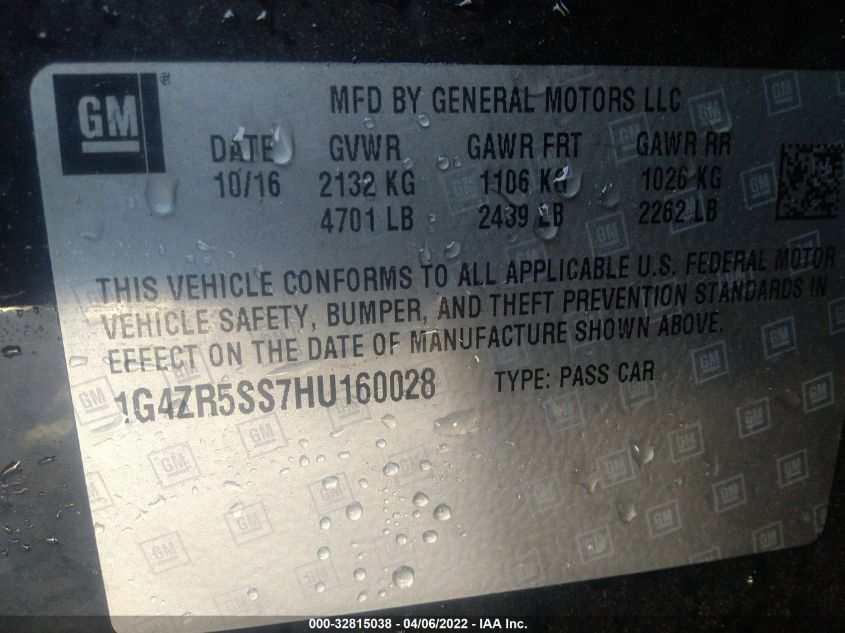 GM ®
MFD BY GENERAL MOTORS LLC
DATE GVWR GAWR FRT GAWR RR
10/16 2132 KG 1106 KG 1026 KG
4701 LB 2439 LB 2262 LB
THIS VEHICLE CONFORMS TO ALL APPLICABLE U.S. FEDERAL MOTOR
VEHICLE SAFETY, BUMPER, AND THEFT PREVENTION STANDARDS IN
EFFECT ON THE DATE OF MANUFACTURE SHOWN ABOVE.
1G4ZR5SS7HU160028 TYPE: PASS CAR
000-32815038 - 04/06/2022 - IAA Inc.